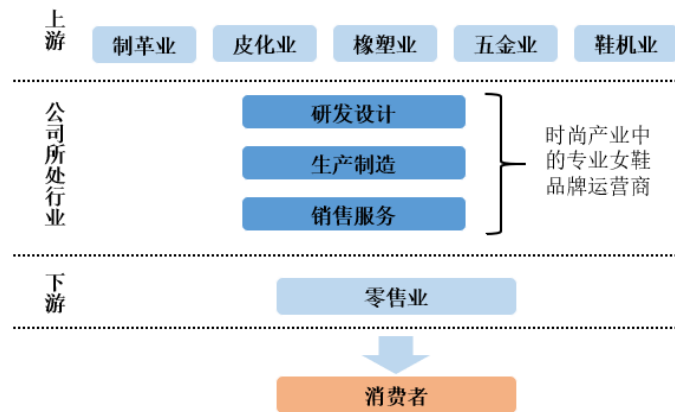 上游
制革业
皮化业
橡塑业
五金业
鞋机业
公司所处行业
研发设计
生产制造
销售服务
时尚产业中
的专业女鞋
品牌运营商
下游
零售业
消费者